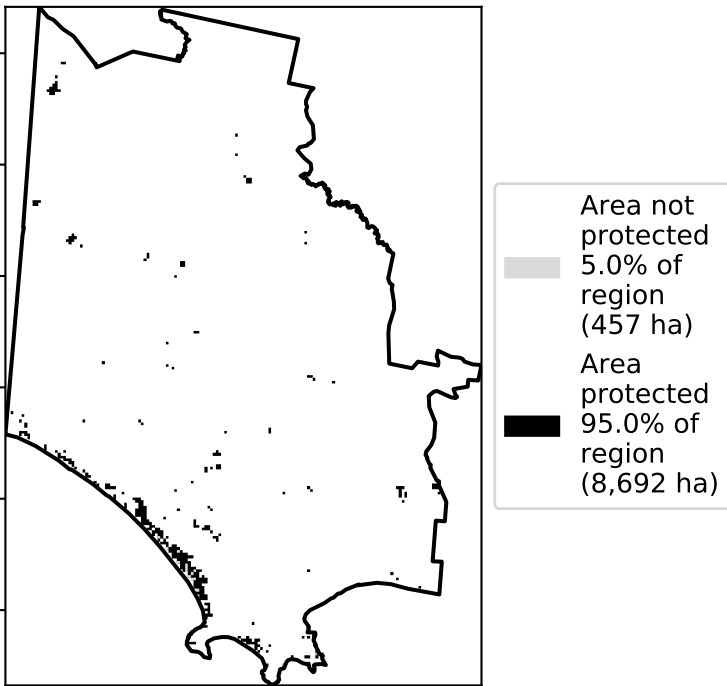 Area not
protected
5.0% of
region
(457 ha)
Area
protected
95.0% of
region
(8,692 ha)